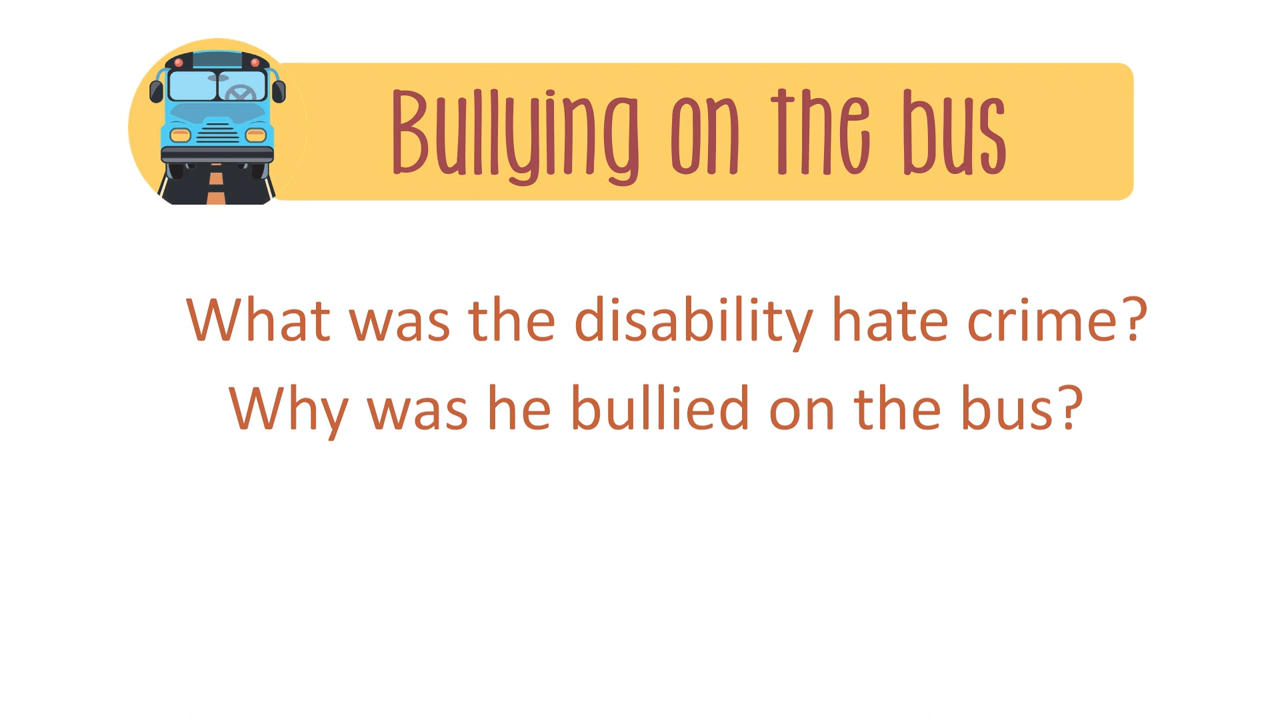 Bullying on the bus
What was the disability hate crime?
Why was he bullied on the bus?